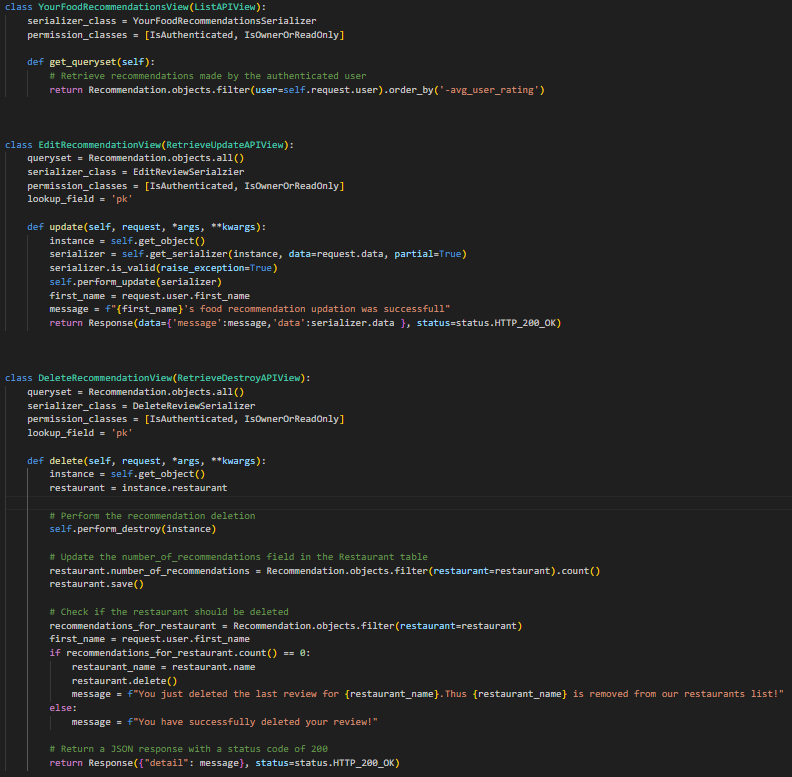 class YourFoodRecommendationsView(ListAPIView):
    serializer_class = YourFoodRecommendationsSerializer
    permission_classes = [IsAuthenticated, IsOwnerOrReadOnly]

    def get_queryset(self):
        # Retrieve recommendations made by the authenticated user
        return Recommendation.objects.filter(user=self.request.user).order_by('-avg_user_rating')

class EditRecommendationView(RetrieveUpdateAPIView):
    queryset = Recommendation.objects.all()
    serializer_class = EditReviewSerialzier
    permission_classes = [IsAuthenticated, IsOwnerOrReadOnly]
    lookup_field = 'pk'

    def update(self, request, *args, **kwargs):
        instance = self.get_object()
        serializer = self.get_serializer(instance, data=request.data, partial=True)
        serializer.is_valid(raise_exception=True)
        self.perform_update(serializer)
        first_name = request.user.first_name
        message = f"{first_name}'s food recommendation updation was successfull"
        return Response(data={'message':message,'data':serializer.data }, status=status.HTTP_200_OK)

class DeleteRecommendationView(RetrieveDestroyAPIView):
    queryset = Recommendation.objects.all()
    serializer_class = DeleteReviewSerializer
    permission_classes = [IsAuthenticated, IsOwnerOrReadOnly]
    lookup_field = 'pk'

    def delete(self, request, *args, **kwargs):
        instance = self.get_object()
        restaurant = instance.restaurant

        # Perform the recommendation deletion
        self.perform_destroy(instance)

        # Update the number_of_recommendations field in the Restaurant table
        restaurant.number_of_recommendations = Recommendation.objects.filter(restaurant=restaurant).count()
        restaurant.save()

        # Check if the restaurant should be deleted
        recommendations_for_restaurant = Recommendation.objects.filter(restaurant=restaurant)
        first_name = request.user.first_name
        if recommendations_for_restaurant.count() == 0:
            restaurant_name = restaurant.name
            restaurant.delete()
            message = f"You just deleted the last review for {restaurant_name}.Thus {restaurant_name} is removed from our restaurants list!"
        else:
            message = f"You have successfully deleted your review!"

        # Return a JSON response with a status code of 200
        return Response({"detail": message}, status=status.HTTP_200_OK)